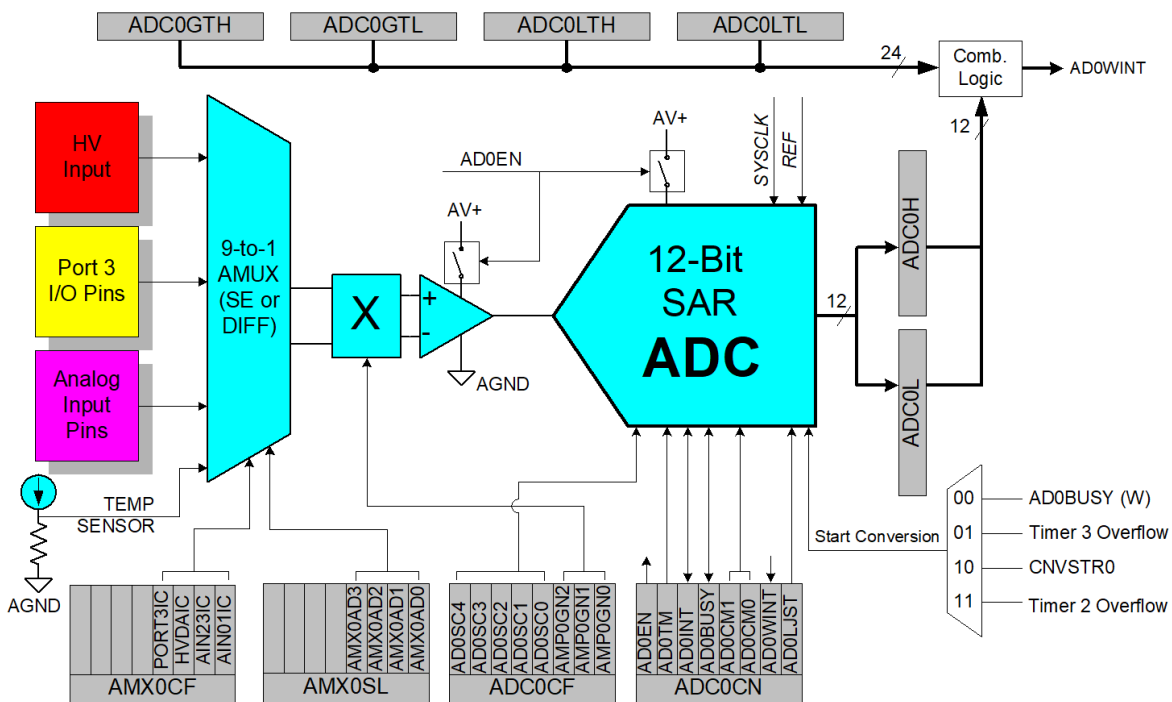 ADC0GTH
ADC0GTL
ADC0LTH
ADC0LTL
24
Comb.
Logic
AD0WINT
12
HV
Input
Port 3
I/O Pins
Analog
Input
Pins
9-to-1
AMUX
(SE or
DIFF)
X
+
-
AV+
AD0EN
AV+
AGND
SYSCLK
REF
12-Bit
SAR
ADC
12
ADC0H
ADC0L
TEMP
SENSOR
AGND
Start Conversion
00
AD0BUSY (W)
01
Timer 3 Overflow
10
CNVSTR0
11
Timer 2 Overflow
PORT3IC
HVDAIC
AIN23IC
AIN01IC
AMX0CF
AMX0AD3
AMX0AD2
AMX0AD1
AMX0AD0
AMX0SL
AD0SC4
AD0SC3
AD0SC2
AD0SC1
AD0SC0
AMP0GN2
AMP0GN1
AMP0GN0
ADC0CF
AD0EN
AD0TM
AD0INT
AD0BUSY
AD0CM1
AD0CM0
AD0WINT
AD0LJST
ADC0CN